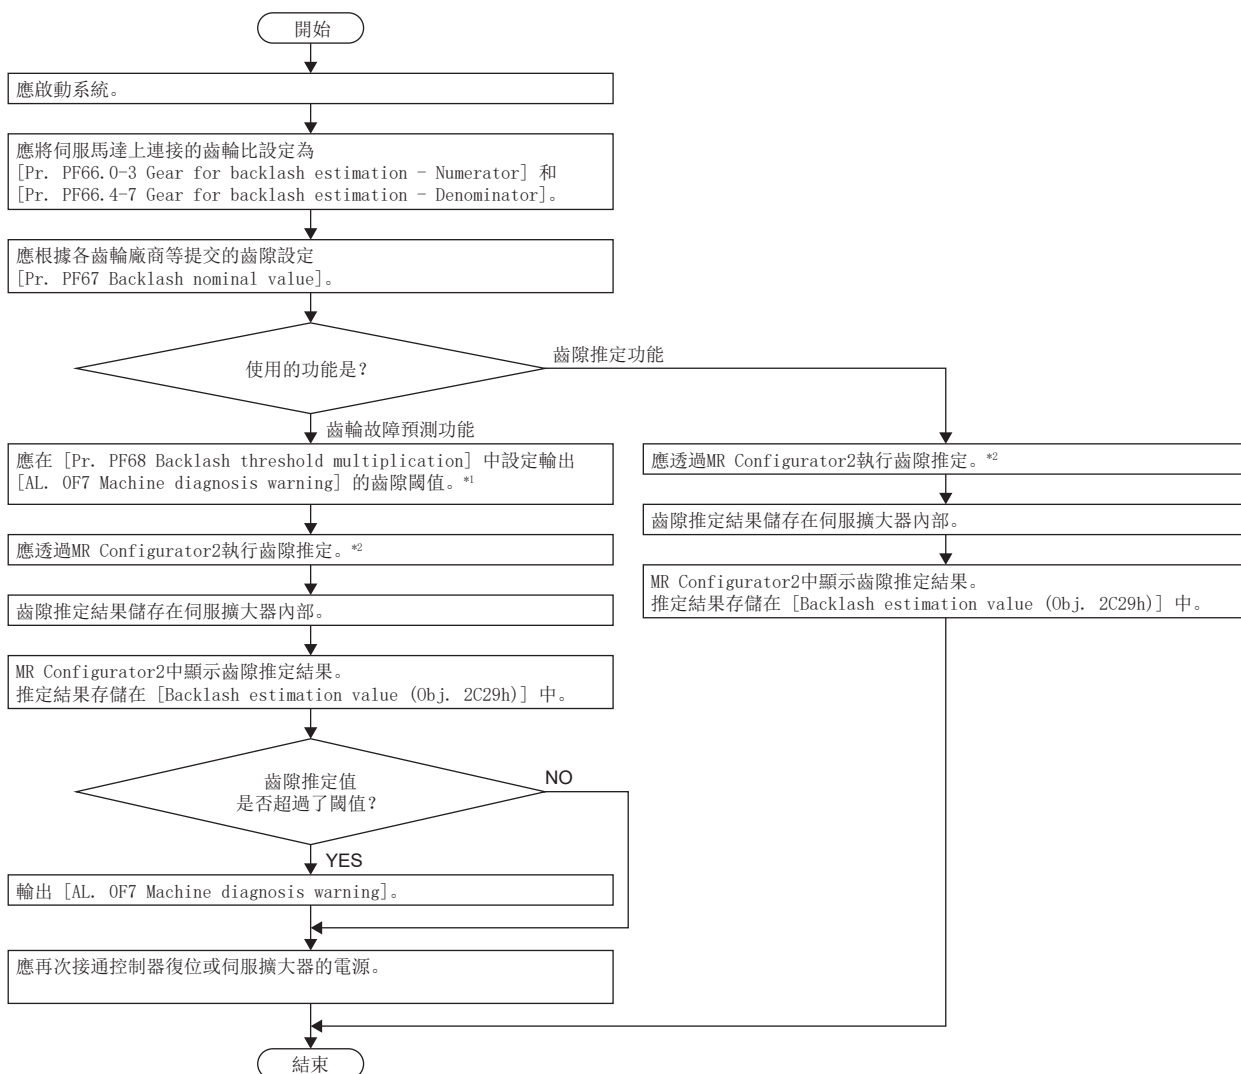 開始
應啟動系統。
應將伺服馬達上連接的齒輪比設定為
[Pr. PF66.0-3 Gear for backlash estimation - Numerator] 和
[Pr. PF66.4-7 Gear for backlash estimation - Denominator]。
應根據各齒輪廠商等提交的齒隙設定
[Pr. PF67 Backlash nominal value]。
使用的功能是?
齒隙推定功能
齒輪故障預測功能
應在 [Pr. PF68 Backlash threshold multiplication] 中設定輸出
[AL. 0F7 Machine diagnosis warning] 的齒隙閾值。*1
應透過MR Configurator2執行齒隙推定。*2
齒隙推定結果儲存在伺服擴大器內部。
MR Configurator2中顯示齒隙推定結果。
推定結果存儲在 [Backlash estimation value (Obj. 2C29h)] 中。
齒隙推定值
是否超過了閾值?
NO
YES
輸出 [AL. 0F7 Machine diagnosis warning]。
應再次接通控制器復位或伺服擴大器的電源。
應透過MR Configurator2執行齒隙推定。*2
齒隙推定結果儲存在伺服擴大器內部。
MR Configurator2中顯示齒隙推定結果。
推定結果存儲在 [Backlash estimation value (Obj. 2C29h)] 中。
結束